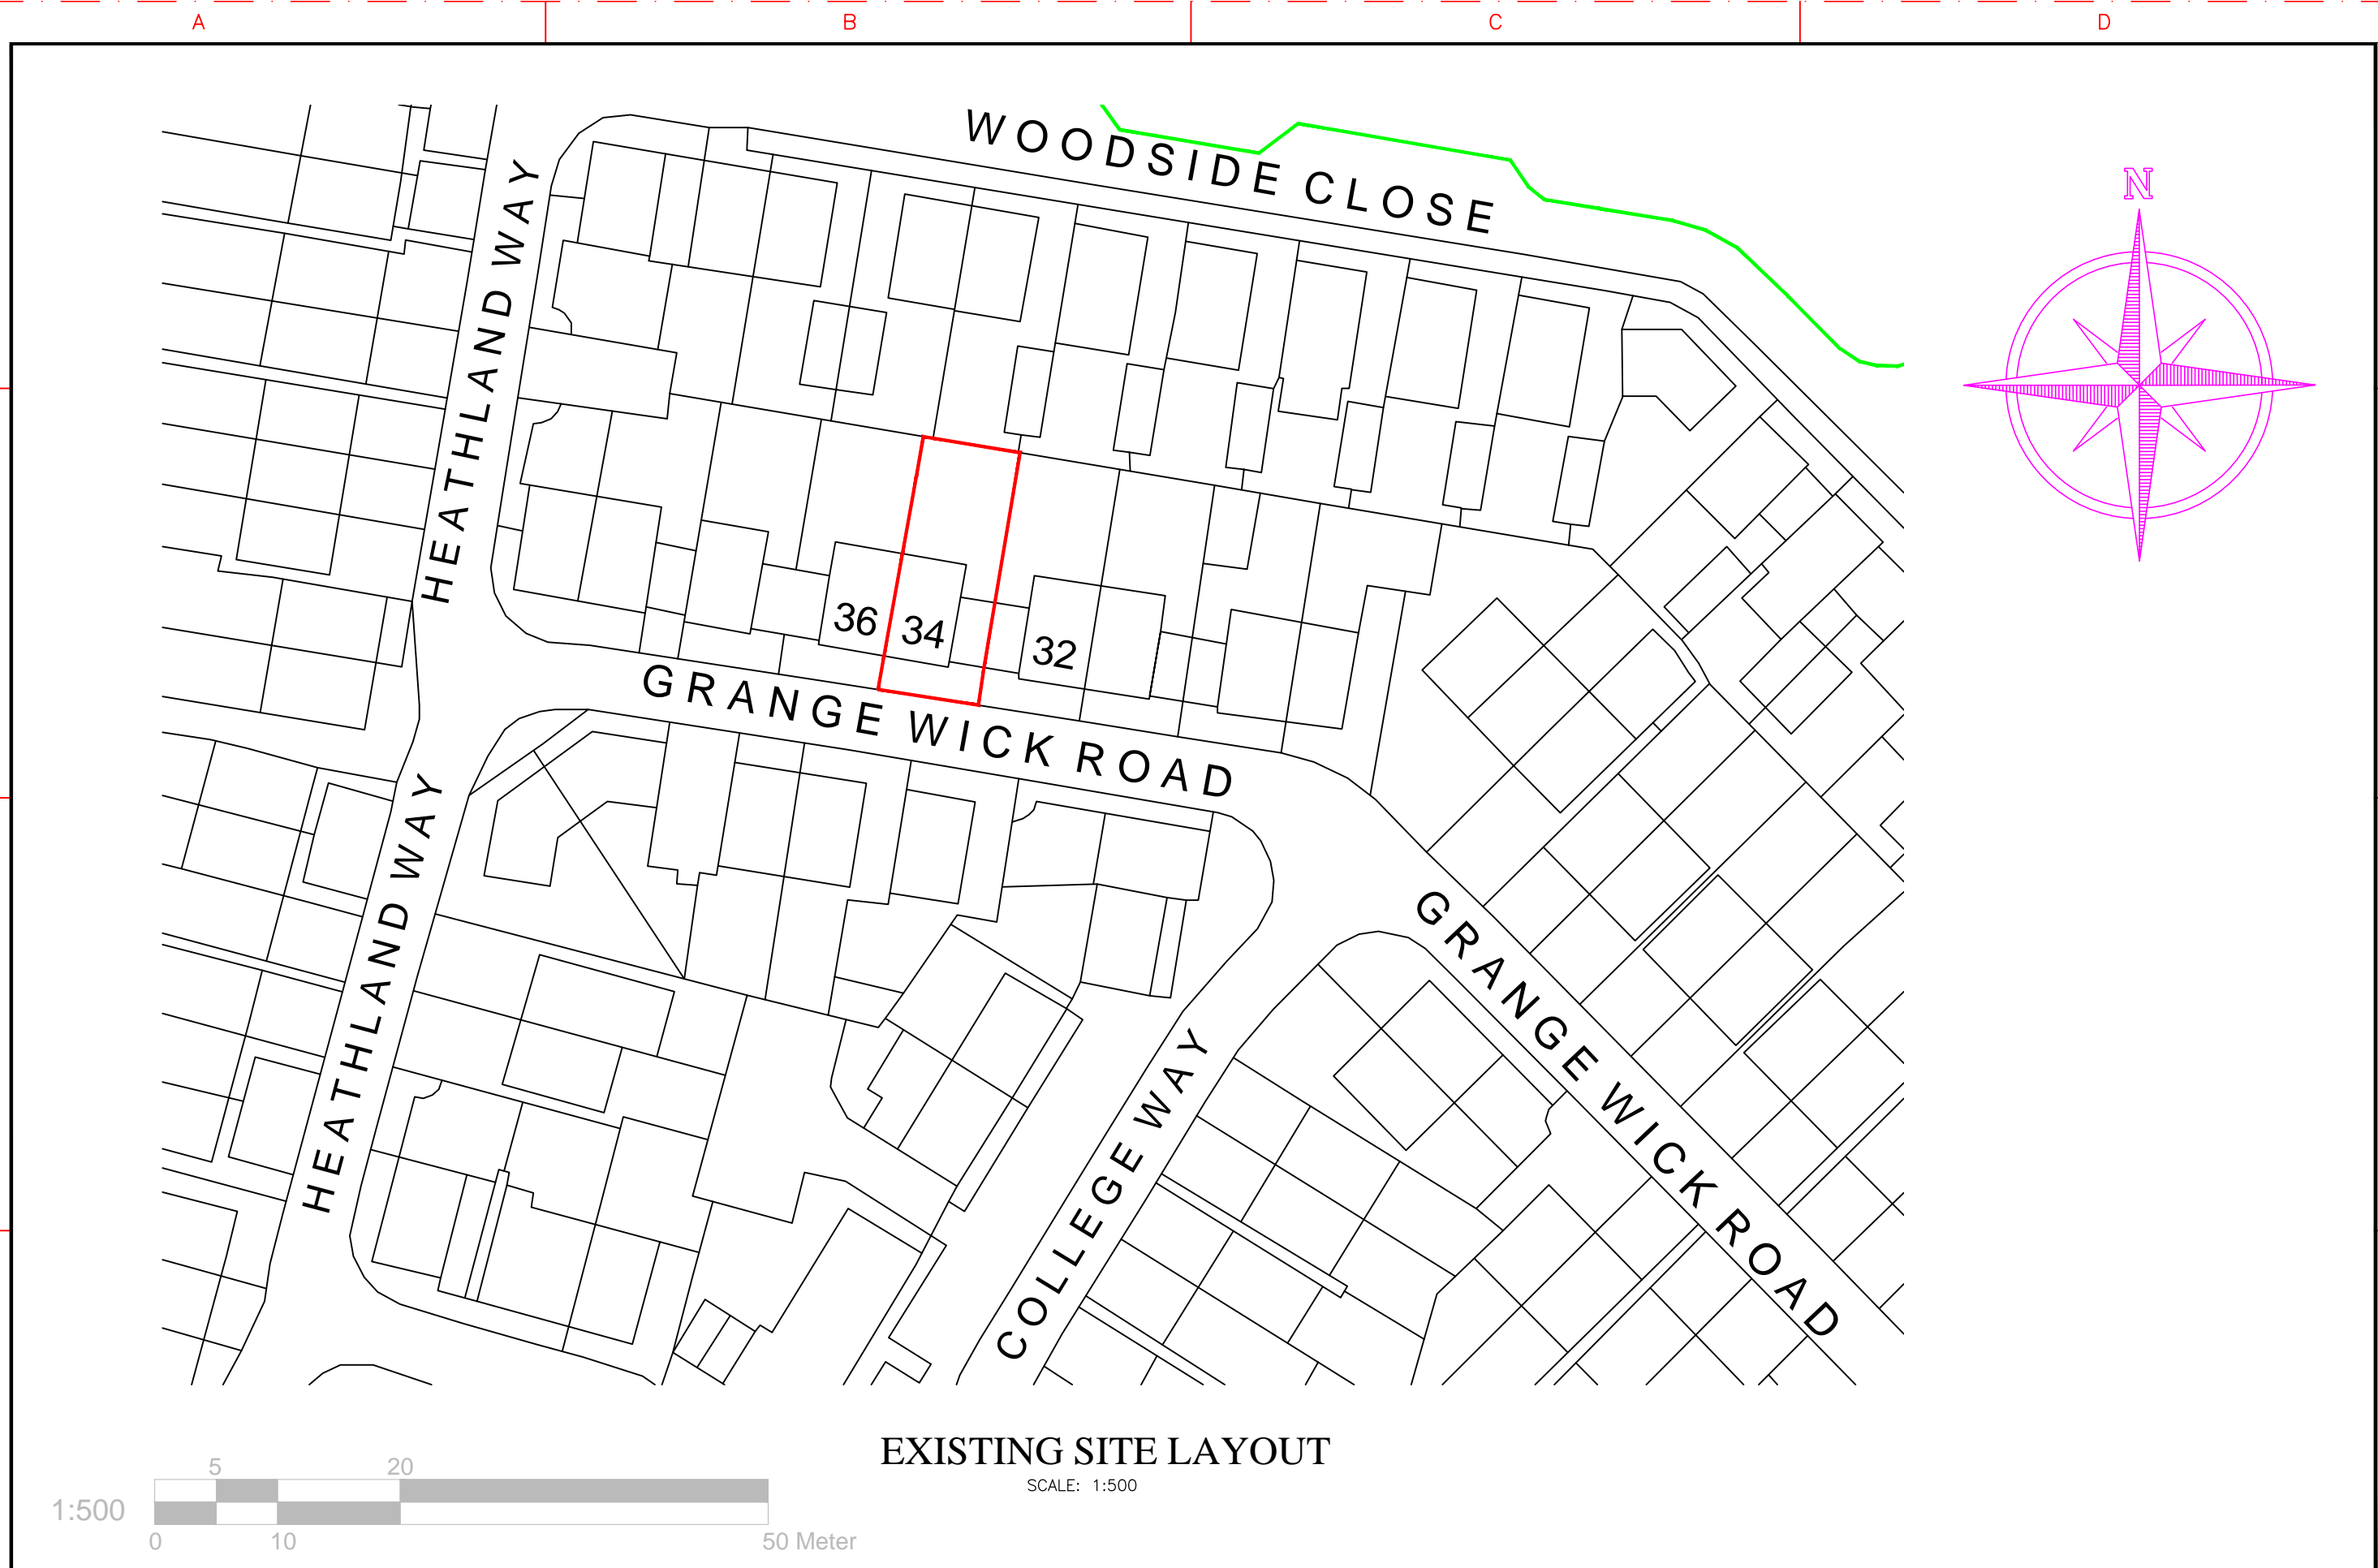 A B C D
WOODSIDE CLOSE
N
HEATHLAND WAY
36 34 32
GRANGE WICK ROAD
HEATHLAND WAY
GRANGE WICK ROAD
COLLEGE WAY
EXISTING SITE LAYOUT
SCALE: 1:500
5 20
1:500
0 10 50 Meter